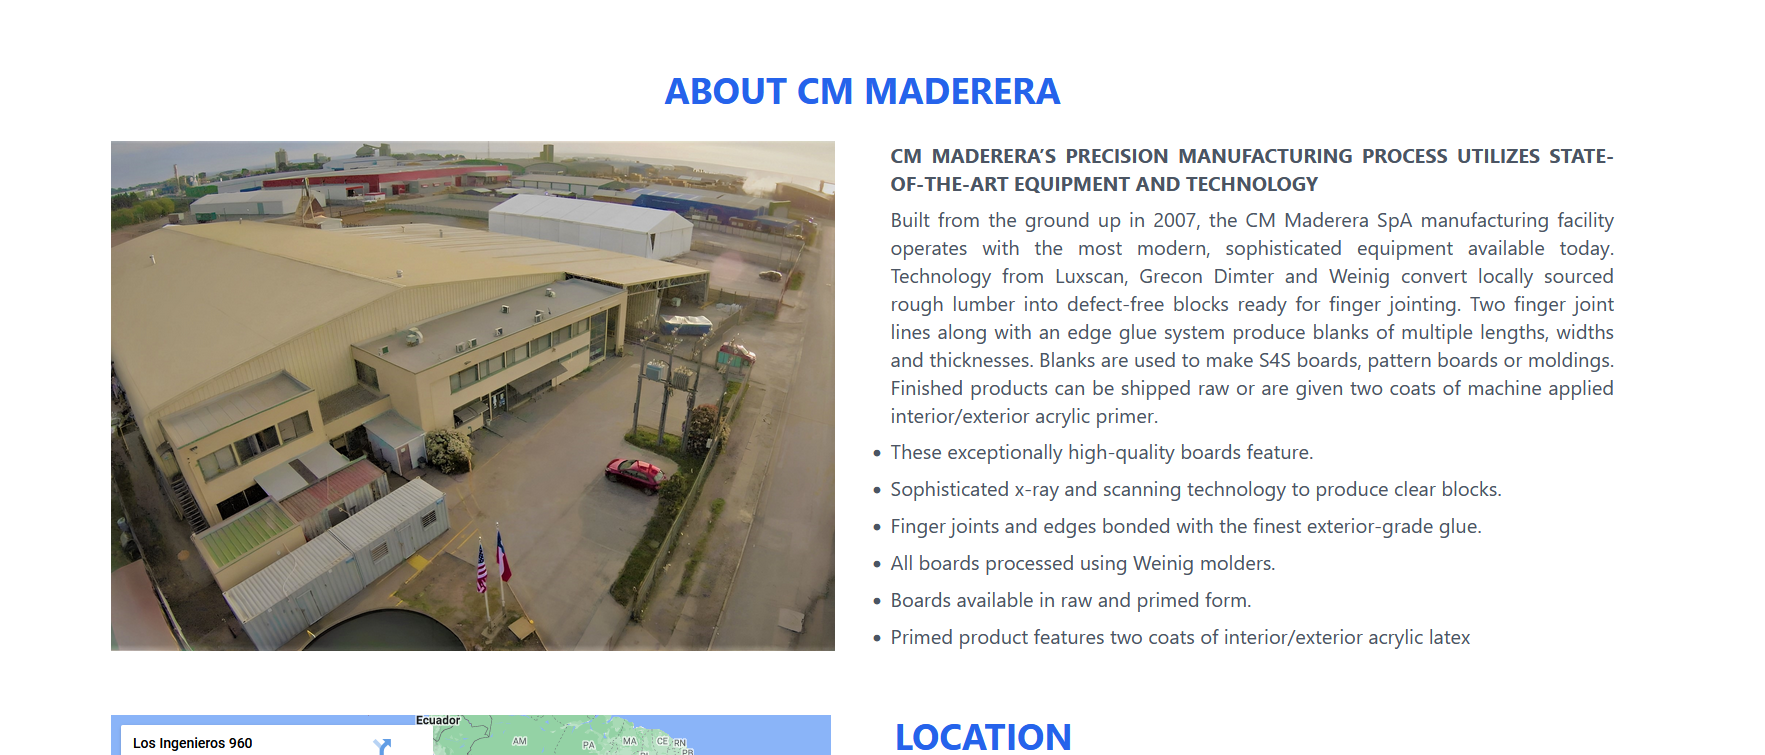 ABOUT CM MADERERA
CM MADERERA’S PRECISION MANUFACTURING PROCESS UTILIZES STATE-
OF-THE-ART EQUIPMENT AND TECHNOLOGY
Built from the ground up in 2007, the CM Maderera SpA manufacturing facility
operates with the most modern, sophisticated equipment available today.
Technology from Luxscan, Grecon Dimter and Weinig convert locally sourced
rough lumber into defect-free blocks ready for finger jointing. Two finger joint
lines along with an edge glue system produce blanks of multiple lengths, widths
and thicknesses. Blanks are used to make S4S boards, pattern boards or moldings.
Finished products can be shipped raw or are given two coats of machine applied
interior/exterior acrylic primer.
• These exceptionally high-quality boards feature.
• Sophisticated x-ray and scanning technology to produce clear blocks.
• Finger joints and edges bonded with the finest exterior-grade glue.
• All boards processed using Weinig molders.
• Boards available in raw and primed form.
• Primed product features two coats of interior/exterior acrylic latex
Ecuador
Los Ingenieros 960
AM
PA
MA
CE
RN
LOCATION